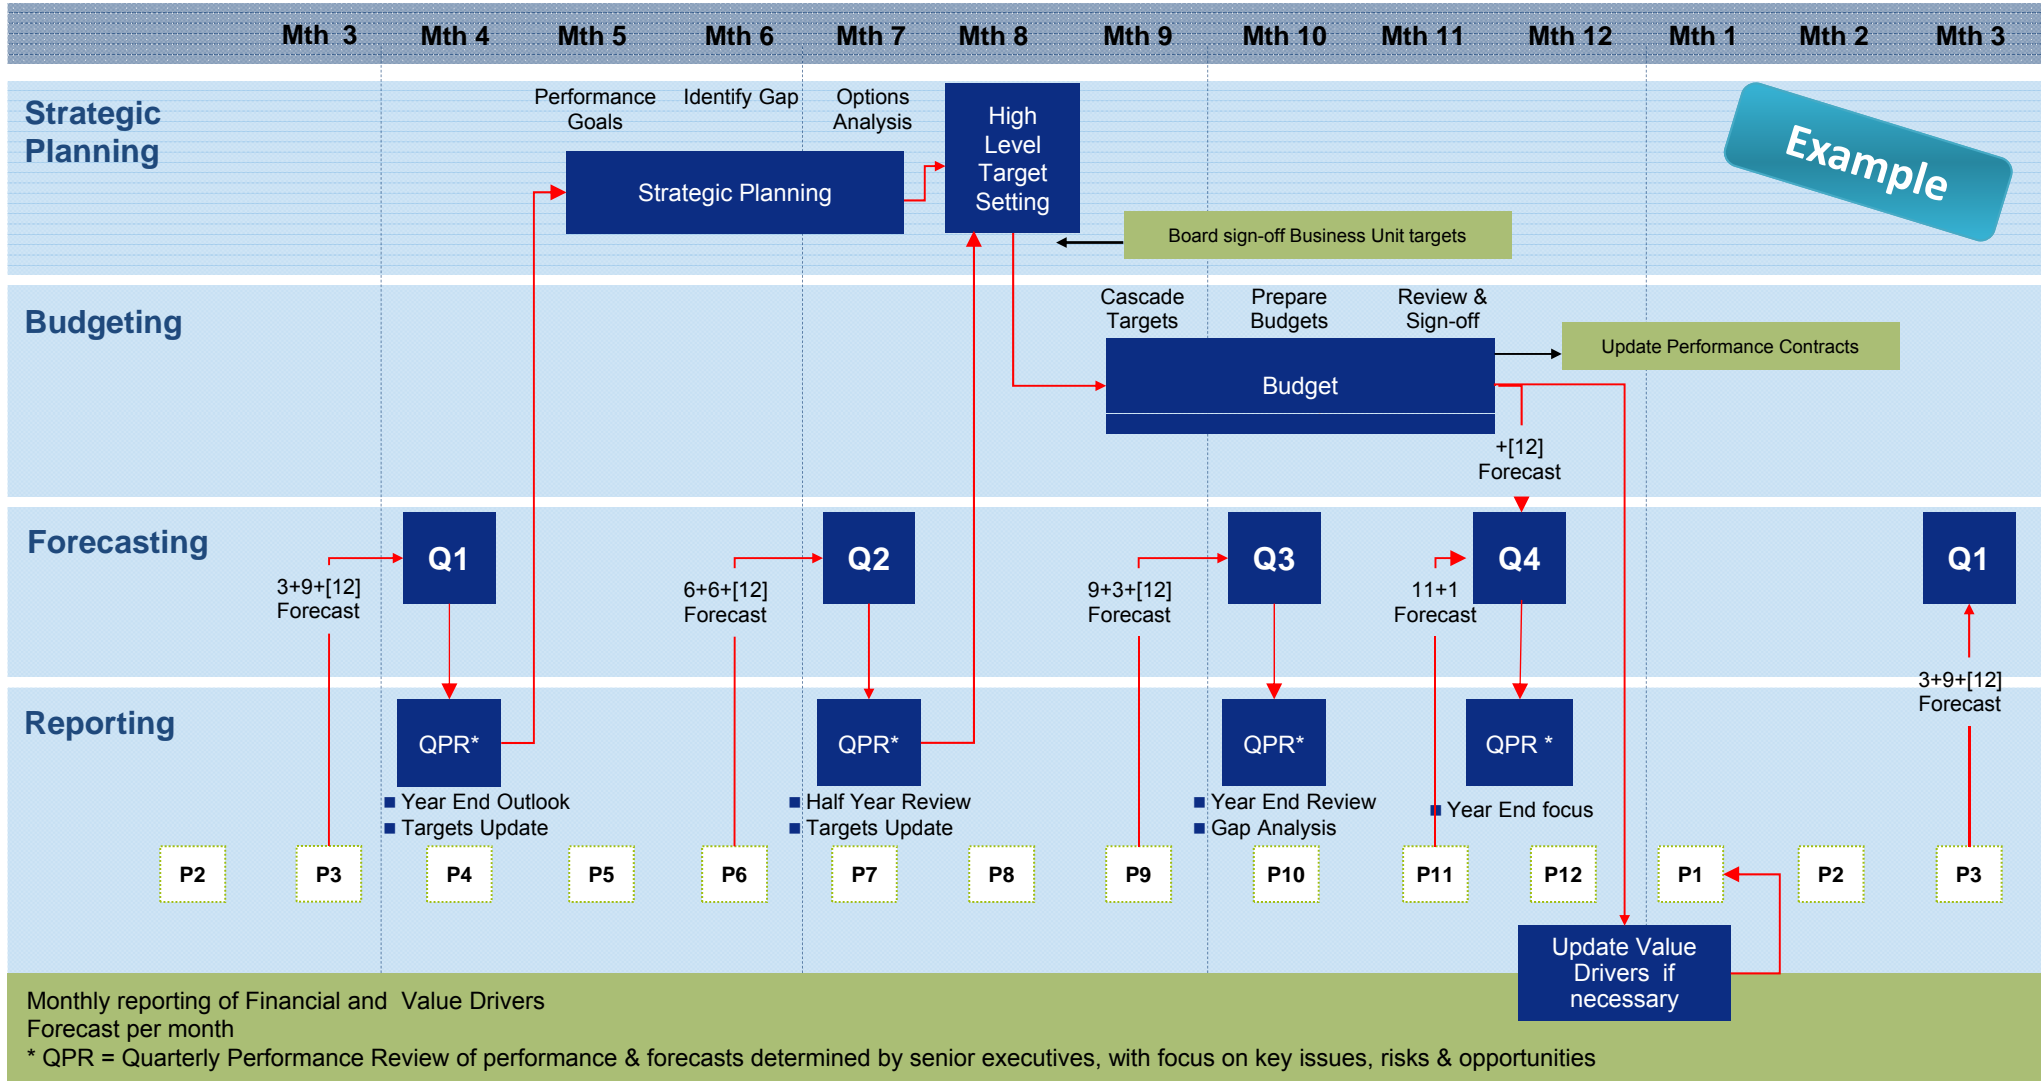 Mth 3 Mth 4 Mth 5 Mth 6 Mth 7 Mth 8 Mth 9 Mth 10 Mth 11 Mth 12 Mth 1 Mth 2 Mth 3
Strategic
Planning
Performance
Goals
Identify Gap
Options
Analysis
Strategic Planning
High
Level
Target
Setting
Board sign-off Business Unit targets
Example
Budgeting
Cascade
Targets
Prepare
Budgets
Review &
Sign-off
Budget
Update Performance Contracts
+[12]
Forecast
Forecasting
3+9+[12]
Forecast
Q1
6+6+[12]
Forecast
Q2
9+3+[12]
Forecast
Q3
11+1
Forecast
Q4
Q1
3+9+[12]
Forecast
Reporting
QPR*
Year End Outlook
Targets Update
QPR*
Half Year Review
Targets Update
QPR*
Year End Review
Gap Analysis
QPR *
Year End focus
P2 P3 P4 P5 P6 P7 P8 P9 P10 P11 P12 P1 P2 P3
Update Value
Drivers if
necessary
Monthly reporting of Financial and Value Drivers
Forecast per month
* QPR = Quarterly Performance Review of performance & forecasts determined by senior executives, with focus on key issues, risks & opportunities